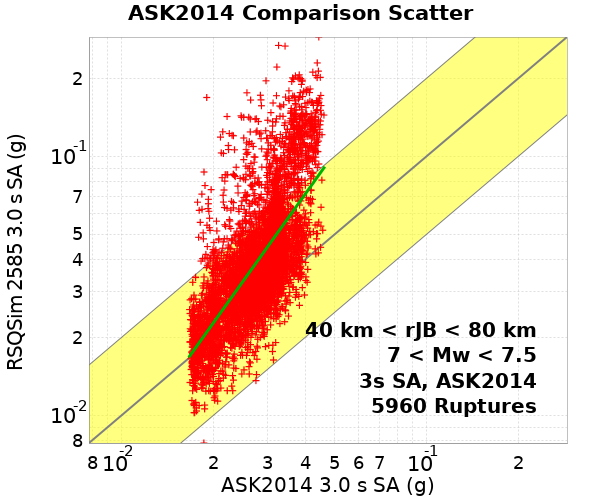 ASK2014 Comparison Scatter
RSQSim 2585 3.0 s SA (g)
2
10-1
7
5
4
3
2
10-2
8
40 km < rJB < 80 km
7 < Mw < 7.5
3s SA, ASK2014
5960 Ruptures
8 10-2 2 3 4 5 6 7 10-1 2
ASK2014 3.0 s SA (g)